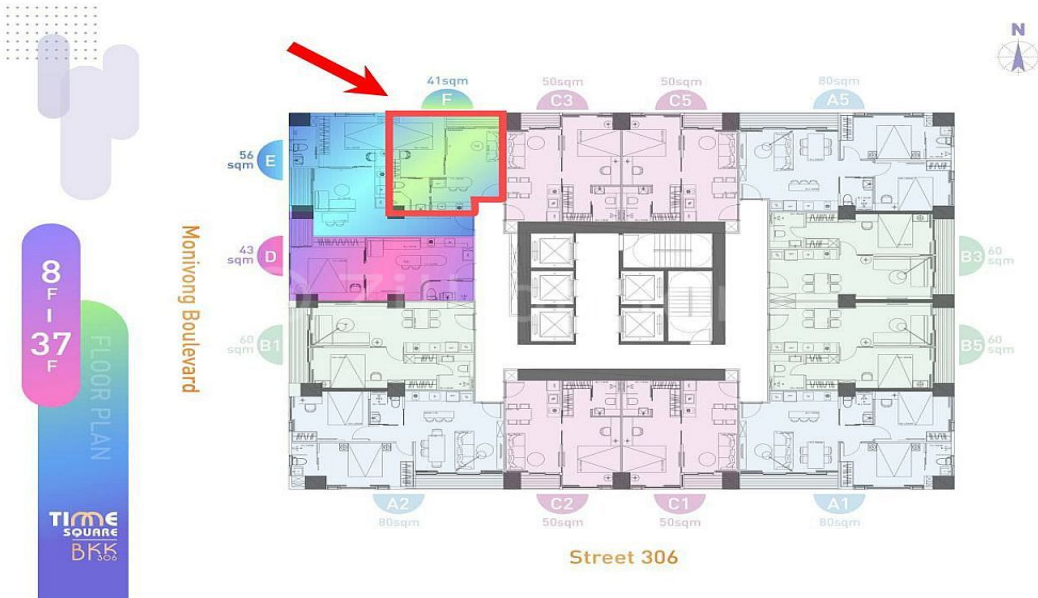 N
41sqm
F
50sqm
C3
50sqm
C5
80sqm
A5
56
sqm
E
43
sqm
D
60
sqm
B1
B3
60
sqm
B5
60
sqm
A2
80sqm
C2
50sqm
C1
50sqm
A1
80sqm
Monivong Boulevard
Street 306
8
F
I
37
F
FLOOR PLAN
TIME
SQUARE
BKK
306